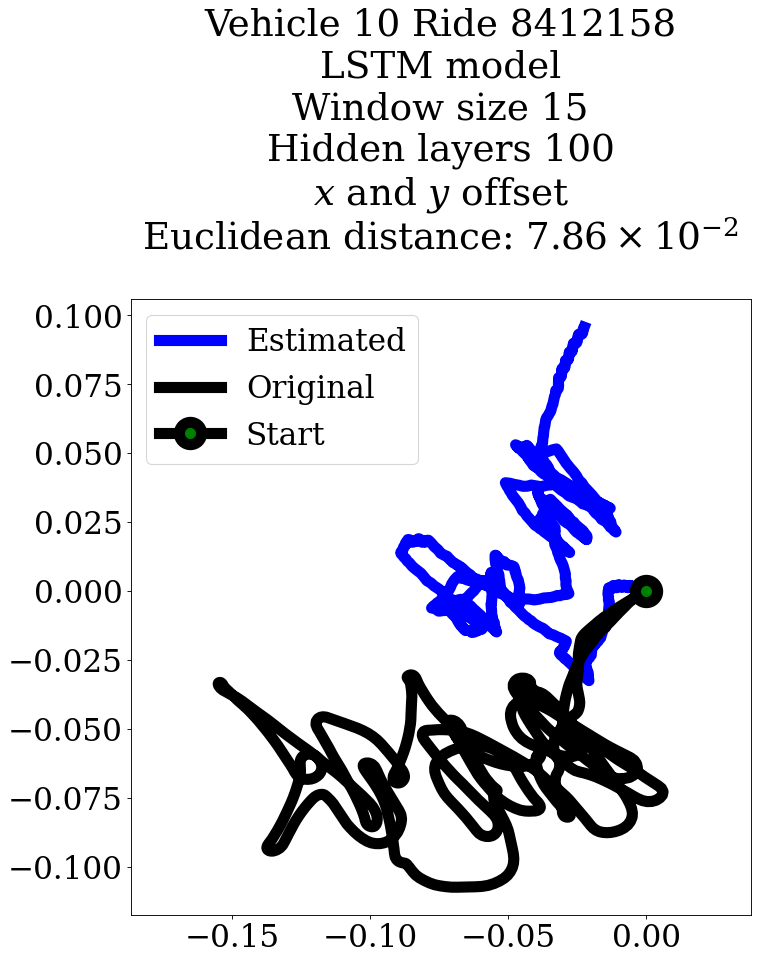 Vehicle 10 Ride 8412158
LSTM model
Window size 15
Hidden layers 100
x and y offset
Euclidean distance: 7.86 × 10⁻²
Estimated
Original
Start
0.100
0.075
0.050
0.025
0.000
−0.025
−0.050
−0.075
−0.100
−0.15 −0.10 −0.05 0.00